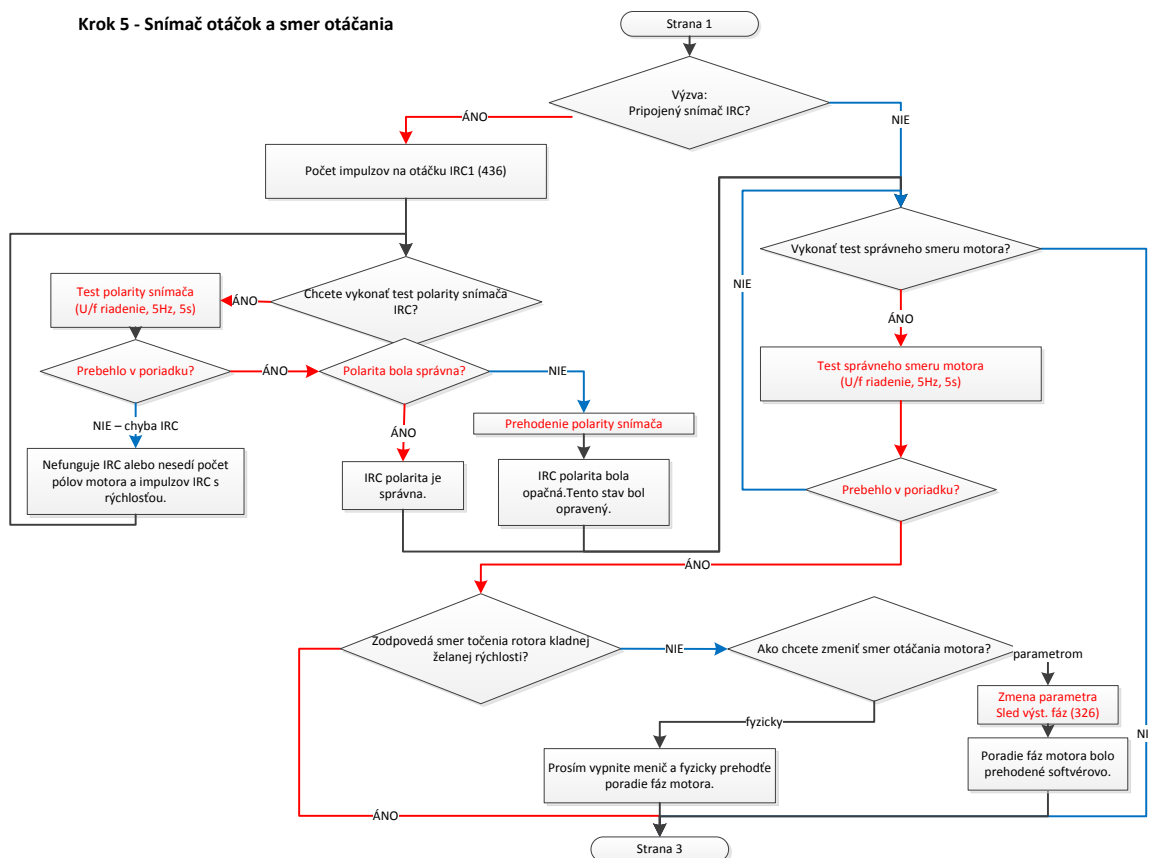 Krok 5 - Snímač otáčok a smer otáčania
Strana 1
Výzva:
Pripojený snímač IRC?
ÁNO
NIE
Počet impulzov na otáčku IRC1 (436)
Vykonať test správneho smeru motora?
NIE
Test polarity snímača
(U/f riadenie, 5Hz, 5s)
ÁNO
Chcete vykonať test polarity snímača
IRC?
ÁNO
Prebehlo v poriadku?
ÁNO
Polarita bola správna?
NIE
Test správneho smeru motora
(U/f riadenie, 5Hz, 5s)
NIE – chyba IRC
ÁNO
Prehodenie polarity snímača
Nefunguje IRC alebo nesedí počet
pólov motora a impulzov IRC s
rýchlosťou.
IRC polarita je
správna.
IRC polarita bola
opačná.Tento stav bol
opravený.
Prebehlo v poriadku?
ÁNO
Zodpovedá smer točenia rotora kladnej
želanej rýchlosti?
NIE
Ako chcete zmeniť smer otáčania motora?
parametrom
Zmena parametra
Sled výst. fáz (326)
fyzicky
NI
Prosím vypnite menič a fyzicky prehoďte
poradie fáz motora.
Poradie fáz motora bolo
prehodené softvérovo.
ÁNO
Strana 3